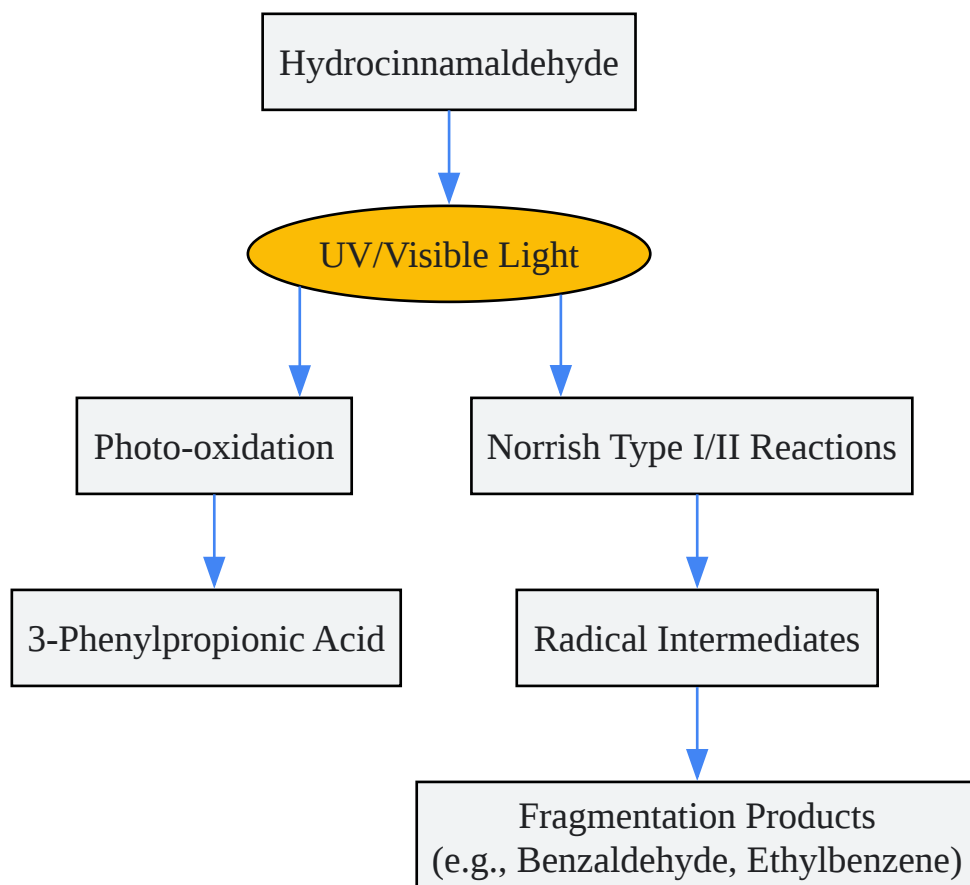 Hydrocinnamaldehyde
UV/Visible Light
Photo-oxidation
Norrish Type I/II Reactions
3-Phenylpropionic Acid
Radical Intermediates
Fragmentation Products
(e.g., Benzaldehyde, Ethylbenzene)